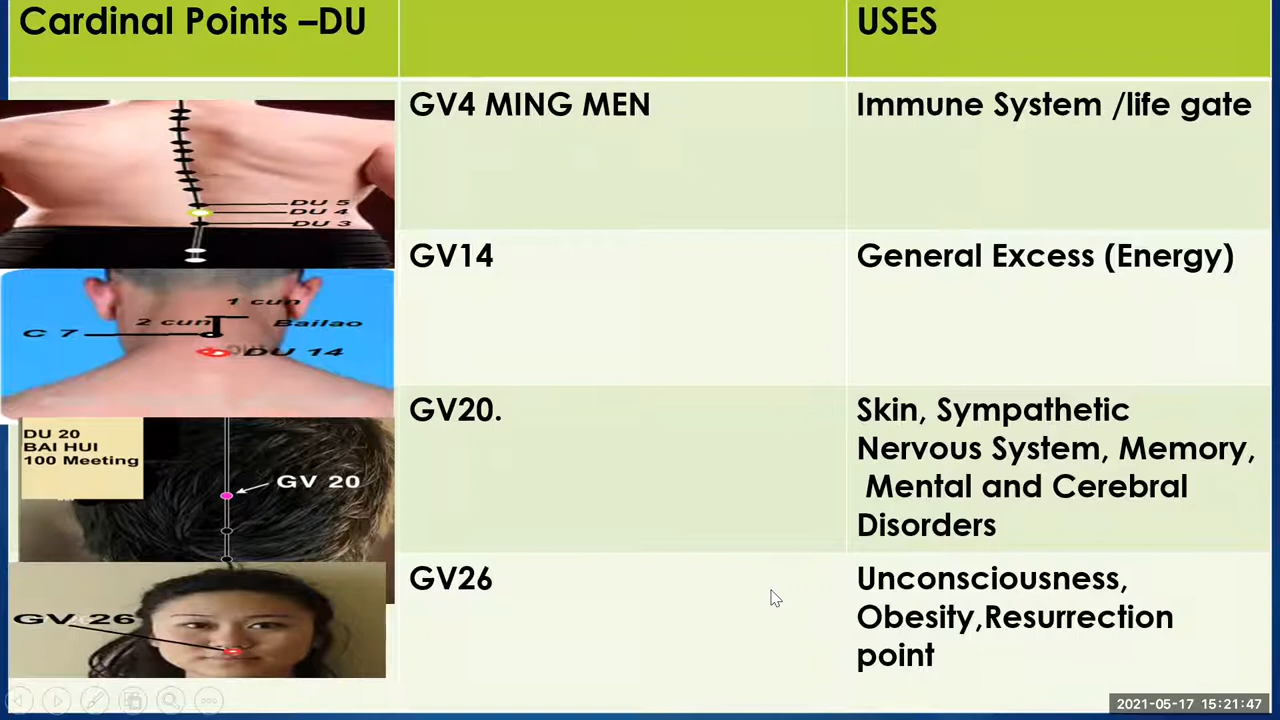 Cardinal Points –DU
USES
GV4 MING MEN
Immune System /life gate
DU 5
DU 4
DU 3
GV14
General Excess (Energy)
1 cun
2 cun
Bailao
C 7
DU 14
GV20.
Skin, Sympathetic
Nervous System, Memory,
Mental and Cerebral
Disorders
DU 20
BAI HUI
100 Meeting
GV 20
GV26
Unconsciousness,
Obesity,Resurrection
point
GV 26
2021-05-17 15:21:47